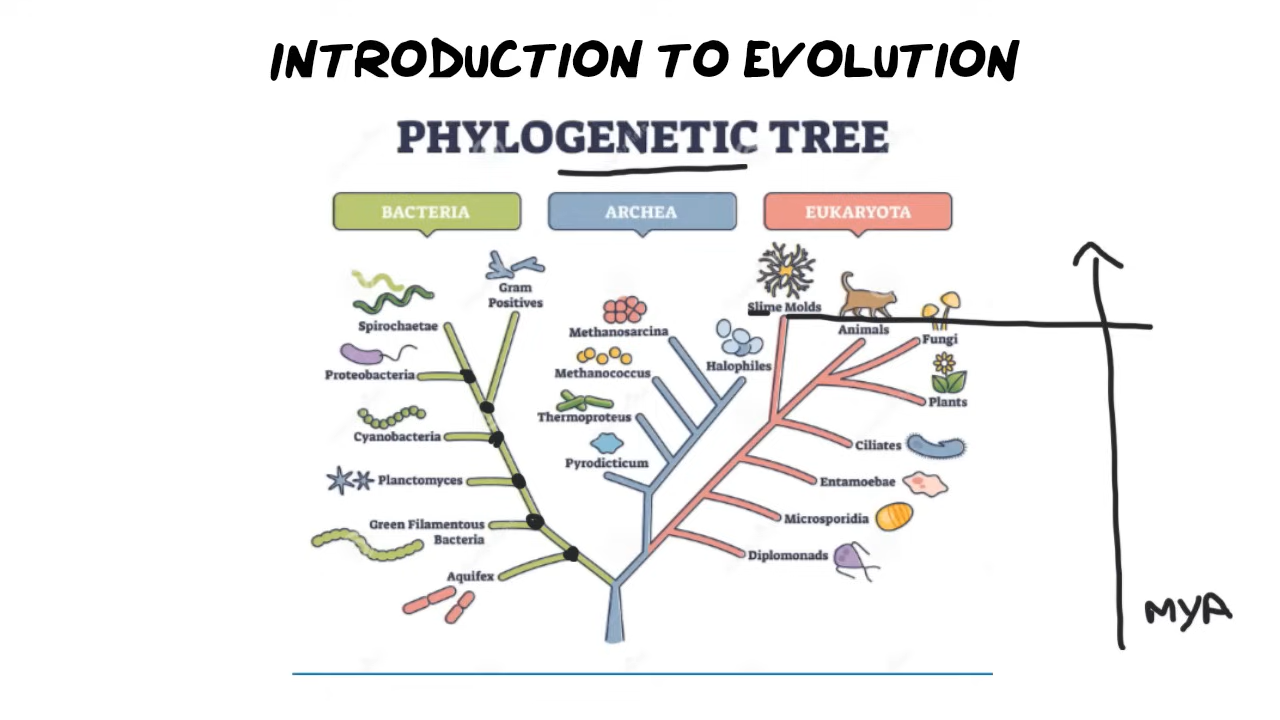 INTRODUCTION TO EVOLUTION
PHYLOGENETIC TREE
BACTERIA
ARCHEA
EUKARYOTA
Spirochaetae
Gram
Positives
Proteobacteria
Cyanobacteria
Planctomyces
Green Filamentous
Bacteria
Aquifex
Methanosarcina
Halophiles
Methanococcus
Thermoproteus
Pyrodicticum
Slime Molds
Animals
Fungi
Plants
Ciliates
Entamoebae
Microsporidia
Diplomonads
MYA